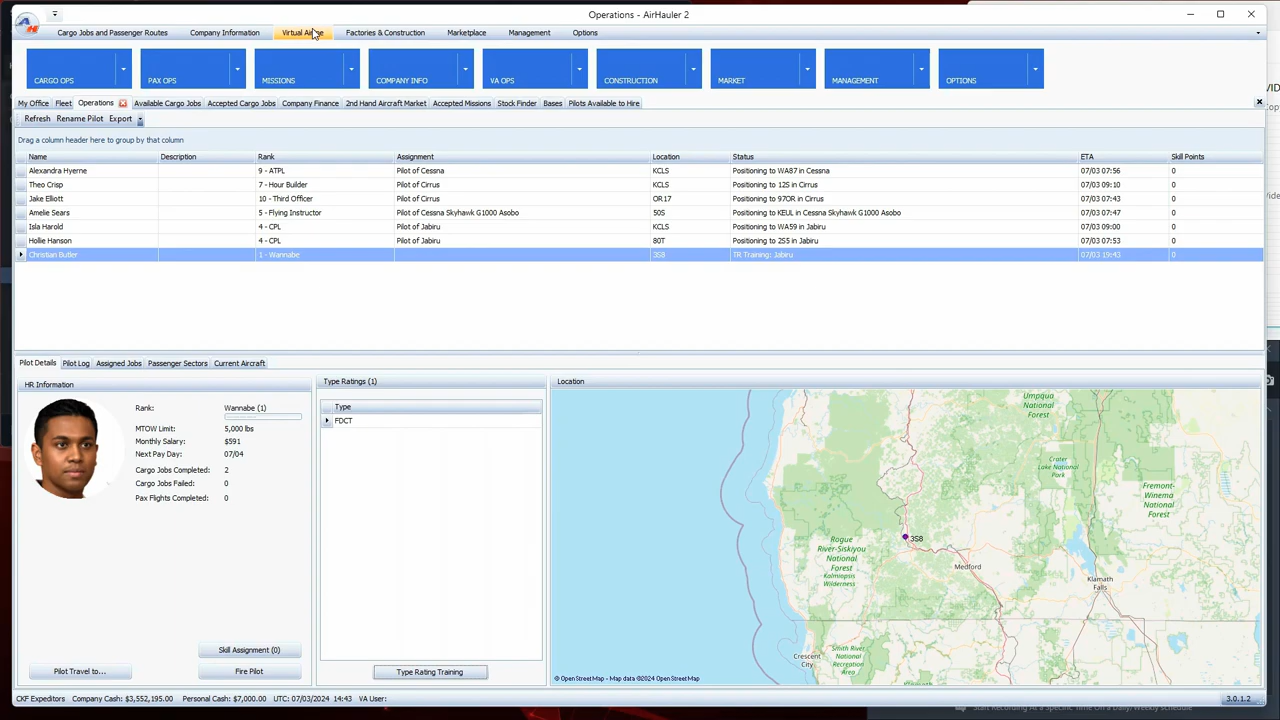 Operations - AirHauler 2
Cargo Jobs and Passenger Routes Company Information Virtual Airline Factories & Construction Marketplace Management Options
CARGO OPS PAX OPS MISSIONS COMPANY INFO VA OPS CONSTRUCTION MARKET MANAGEMENT OPTIONS
My Office Fleet Operations Available Cargo Jobs Accepted Cargo Jobs Company Finance 2nd Hand Aircraft Market Accepted Missions Stock Finder Bases Pilots Available to Hire
Refresh Rename Pilot Export
Drag a column header here to group by that column
Name Description Rank Assignment Location Status ETA Skill Points
Alexandra Hyerne 9 - ATPL Pilot of Cessna KCLS Positioning to WA87 in Cessna 07/03 07:56 0
Theo Crisp 7 - Hour Builder Pilot of Cirrus KCLS Positioning to 12S in Cirrus 07/03 09:10 0
Jake Elliott 10 - Third Officer Pilot of Cirrus OR17 Positioning to 97OR in Cirrus 07/03 07:43 0
Amelie Sears 5 - Flying Instructor Pilot of Cessna Skyhawk G1000 Asobo 50S Positioning to KEUL in Cessna Skyhawk G1000 Asobo 07/03 07:47 0
Isla Harold 4 - CPL Pilot of Jabiru KCLS Positioning to WA59 in Jabiru 07/03 09:00 0
Hollie Hanson 4 - CPL Pilot of Jabiru 80T Positioning to 2S5 in Jabiru 07/03 07:53 0
Christian Butler 1 - Wannabe 3S8 TR Training: Jabiru 07/03 19:43 0
Pilot Details Pilot Log Assigned Jobs Passenger Sectors Current Aircraft
HR Information
Rank: Wannabe (1)
MTOW Limit: 5,000 lbs
Monthly Salary: $591
Next Pay Day: 07/04
Cargo Jobs Completed: 2
Cargo Jobs Failed: 0
Pax Flights Completed: 0
Skill Assignment (0)
Pilot Travel to... Fire Pilot
Type Ratings (1)
Type
FDCT
Type Rating Training
Location
Umpqua
National
Forest
Crater
Lake National
Park
Fremont-
Winema
National
Forest
3S8
Rogue
River-Siskiyou
National
Forest
Kalmiopsis
Wilderness
Medford
Klamath
Falls
Crescent
City
Smith River
National
Recreation
Area
© OpenStreetMap - Map data ©2024 OpenStreetMap
CKF Expeditors Company Cash: $3,552,195.00 Personal Cash: $7,000.00 UTC: 07/03/2024 14:43 VA User: 3.0.1.2
Start Recording At a Specific Time On a Daily/Weekly schedule